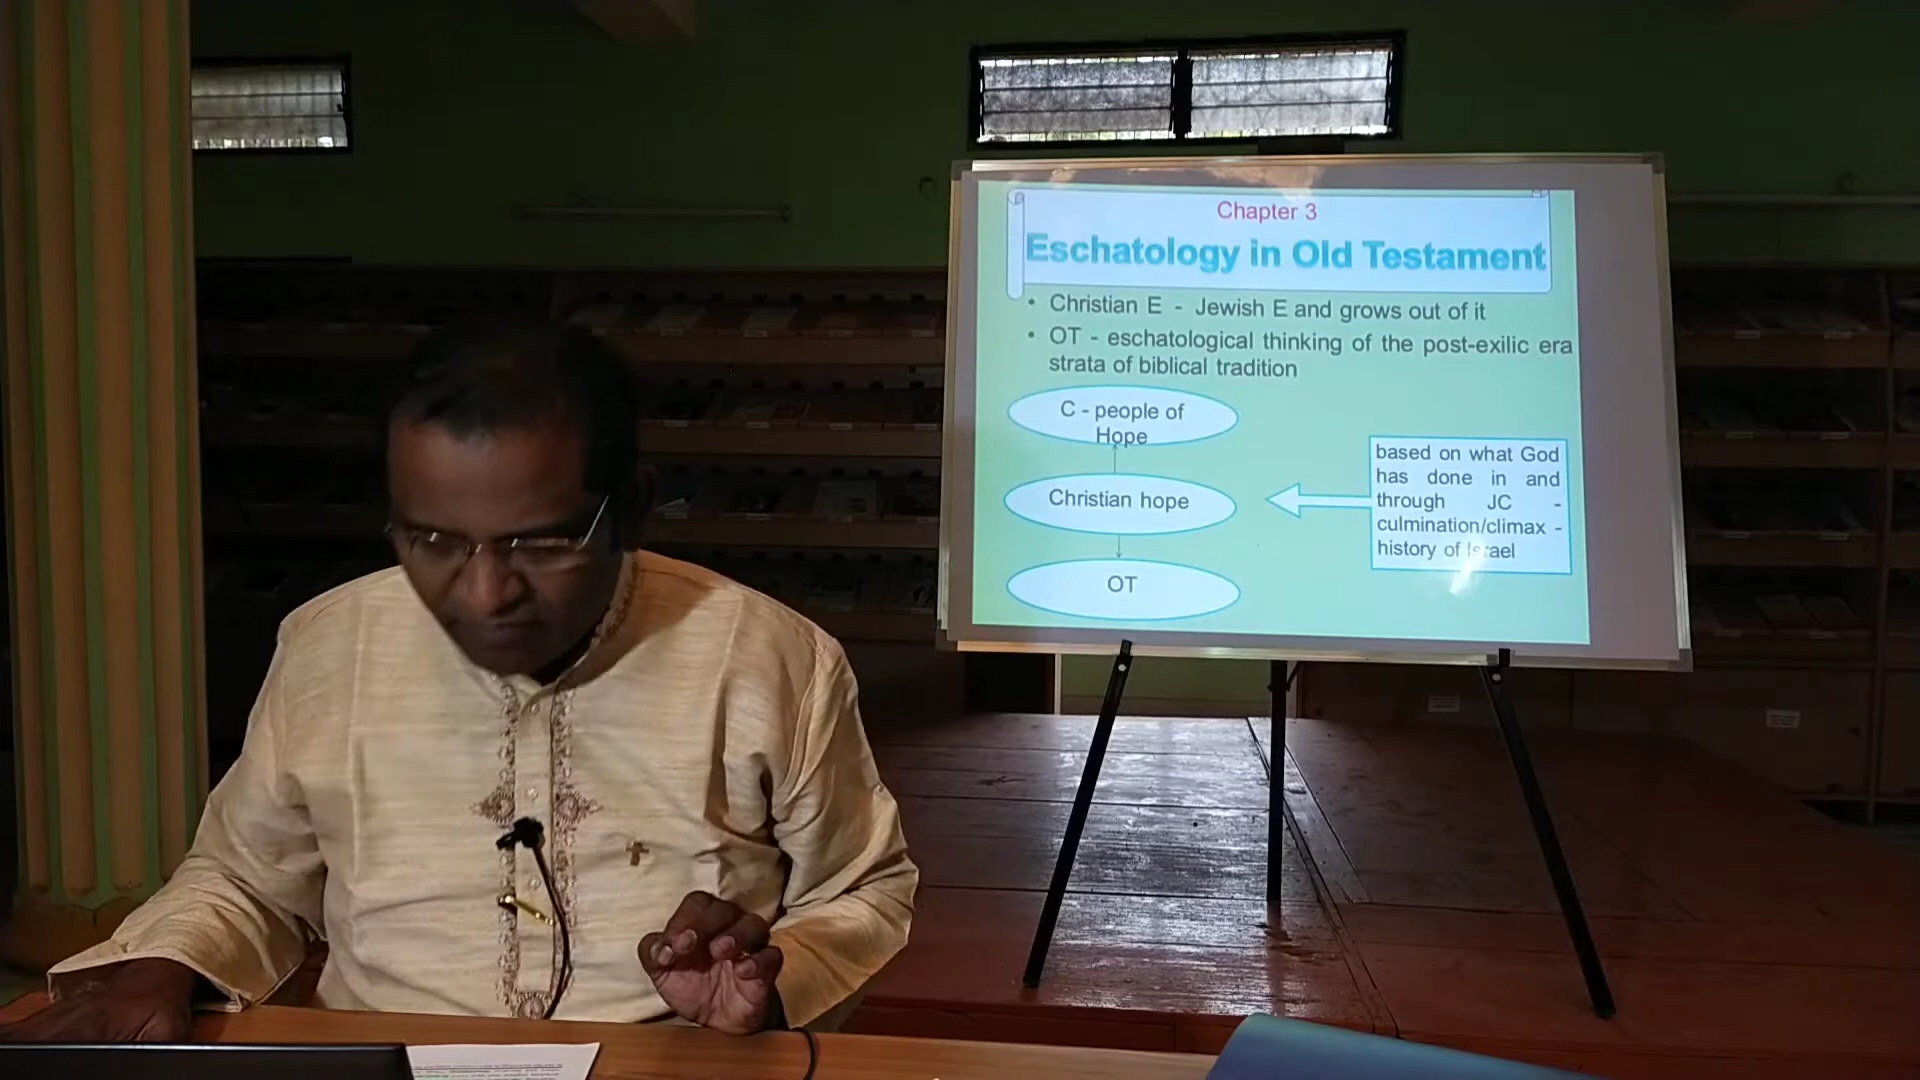 Chapter 3
Eschatology in Old Testament
• Christian E - Jewish E and grows out of it
• OT - eschatological thinking of the post-exilic era
strata of biblical tradition
C - people of
Hope
Christian hope
OT
based on what God
has done in and
through JC -
culmination/climax -
history of Israel